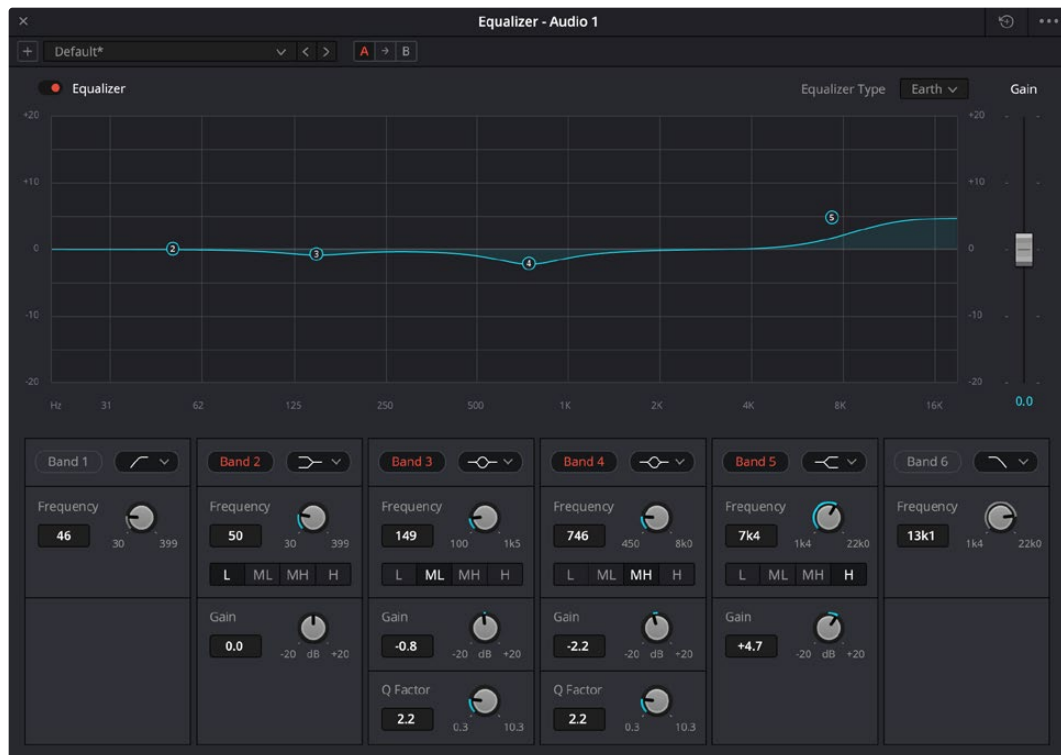 Equalizer - Audio 1
Default* A B
Equalizer Equalizer Type Earth Gain
+20 +20
+10 +10
0 0
-10 -10
-20 -20
Hz 31 62 125 250 500 1K 2K 4K 8K 16K 0.0
2 3 4 5
Band 1 Band 2 Band 3 Band 4 Band 5 Band 6
Frequency Frequency Frequency Frequency Frequency Frequency
46 30 399 50 30 399 149 100 1k5 746 450 8k0 7k4 1k4 22k0 13k1 1k4 22k0
L ML MH H L ML MH H L ML MH H L ML MH H
Gain Gain Gain Gain
0.0 -20 dB +20 -0.8 -20 dB +20 -2.2 -20 dB +20 +4.7 -20 dB +20
Q Factor Q Factor
2.2 0.3 10.3 2.2 0.3 10.3